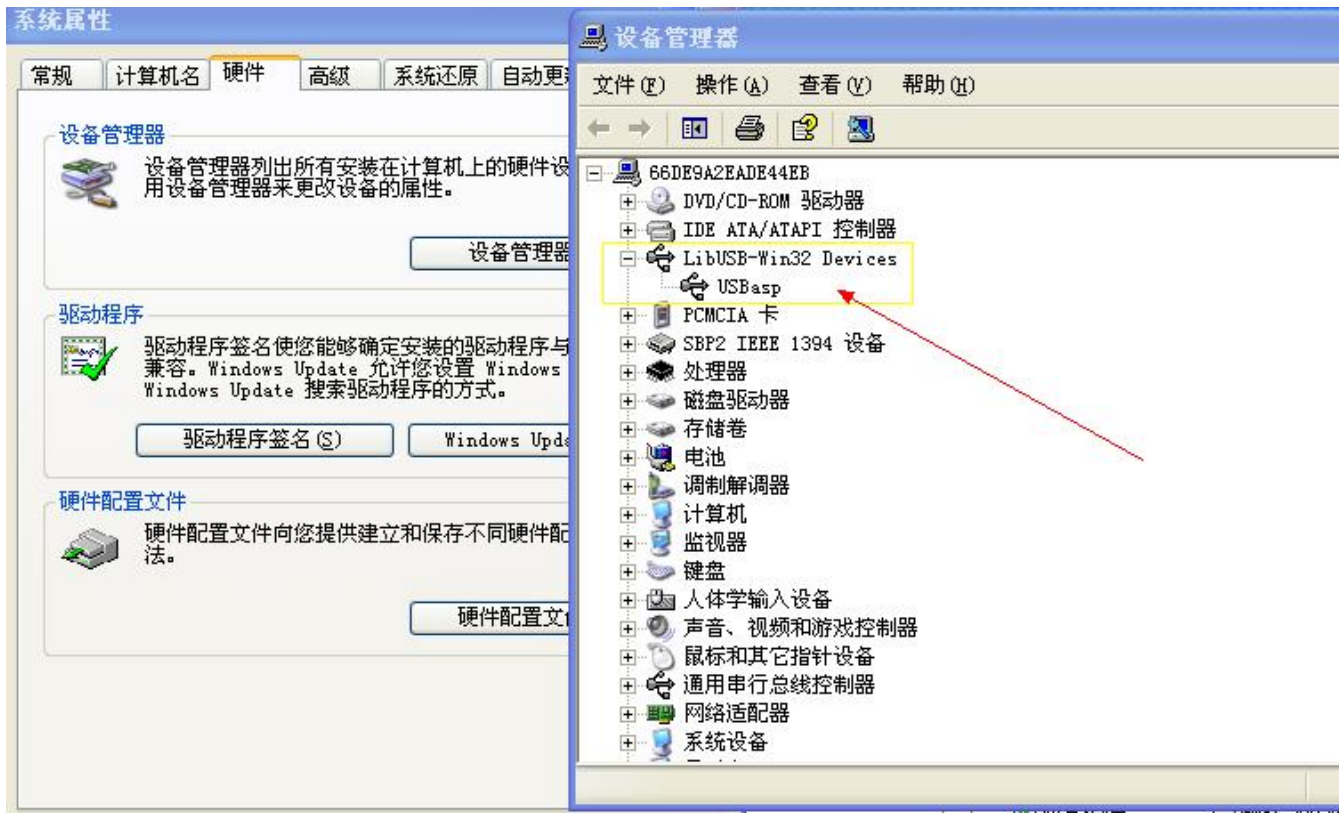 系统属性
常规
计算机名
硬件
高级
系统还原
自动更
设备管理器
设备管理器列出所有安装在计算机上的硬件设
用设备管理器来更改设备的属性。
设备管理器
驱动程序
驱动程序签名使您能够确定安装的驱动程序与
兼容。Windows Update 允许您设置 Windows
Windows Update 搜索驱动程序的方式。
驱动程序签名(S)
Windows Upda
硬件配置文件
硬件配置文件向您提供建立和保存不同硬件配
法。
硬件配置文
设备管理器
文件(F) 操作(A) 查看(V) 帮助(H)
66DE9A2EADE44EB
DVD/CD-ROM 驱动器
IDE ATA/ATAPI 控制器
LibUSB-Win32 Devices
USBasp
PCMCIA 卡
SBP2 IEEE 1394 设备
处理器
磁盘驱动器
存储卷
电池
调制解调器
计算机
监视器
键盘
人体学输入设备
声音、视频和游戏控制器
鼠标和其它指针设备
通用串行总线控制器
网络适配器
系统设备